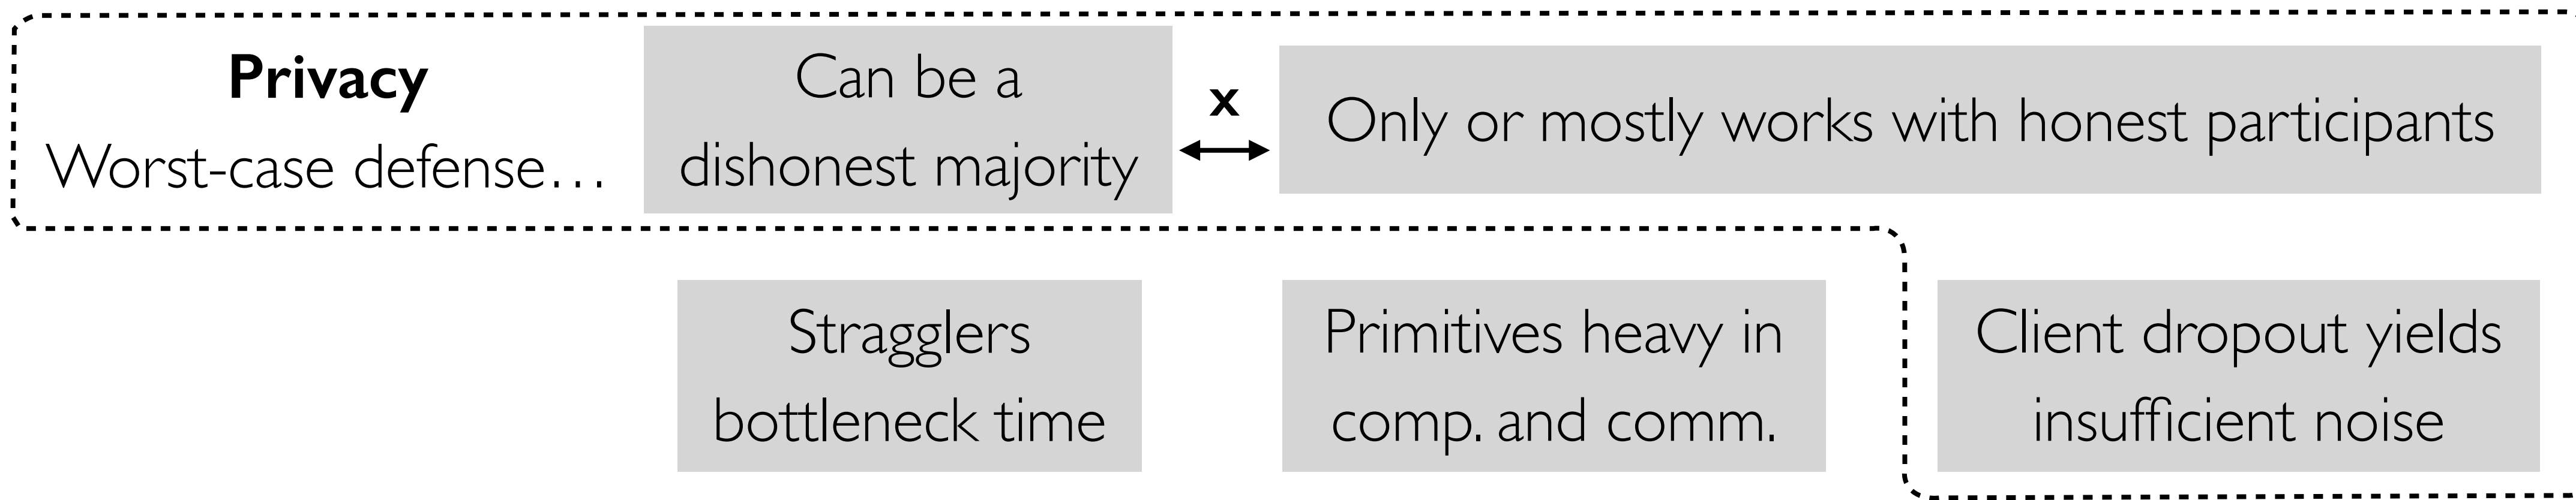 Privacy
Worst-case defense…
Can be a
dishonest majority
x
Only or mostly works with honest participants
Stragglers
bottleneck time
Primitives heavy in
comp. and comm.
Client dropout yields
insufficient noise